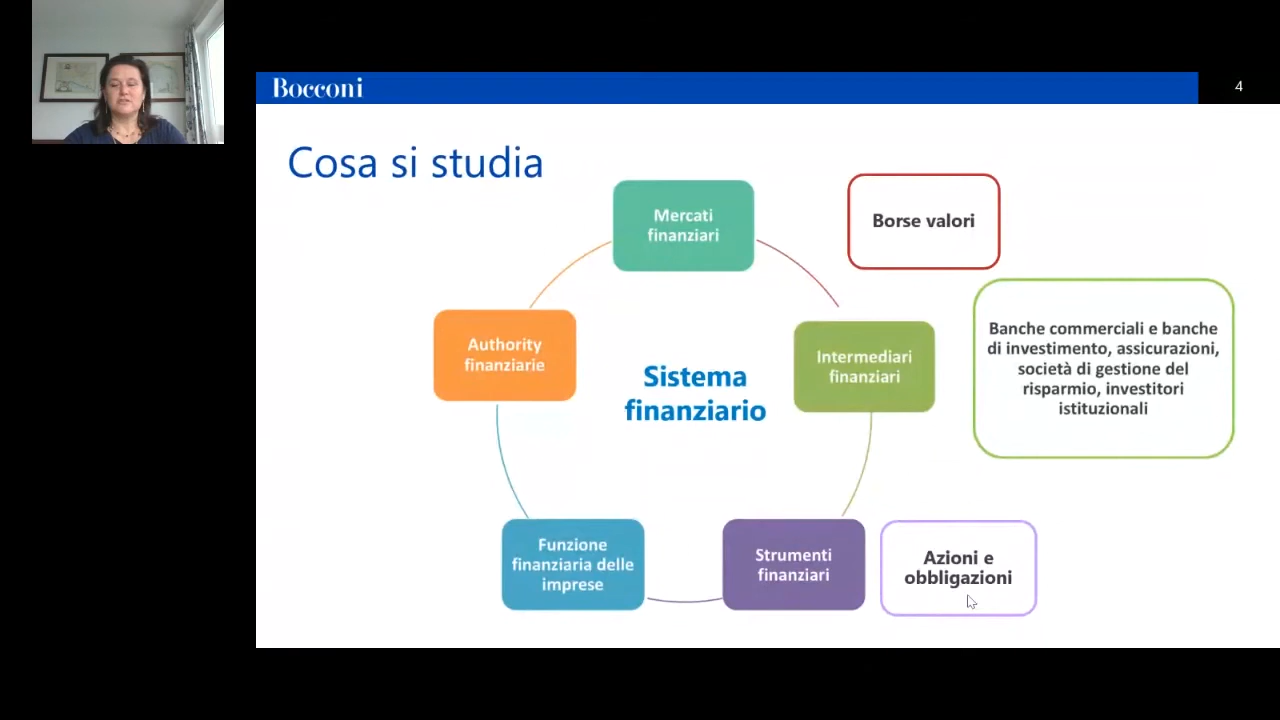 Bocconi
4
Cosa si studia
Mercati
finanziari
Borse valori
Authority
finanziarie
Sistema
finanziario
Intermediari
finanziari
Banche commerciali e banche
di investimento, assicurazioni,
società di gestione del
risparmio, investitori
istituzionali
Funzione
finanziaria delle
imprese
Strumenti
finanziari
Azioni e
obbligazioni